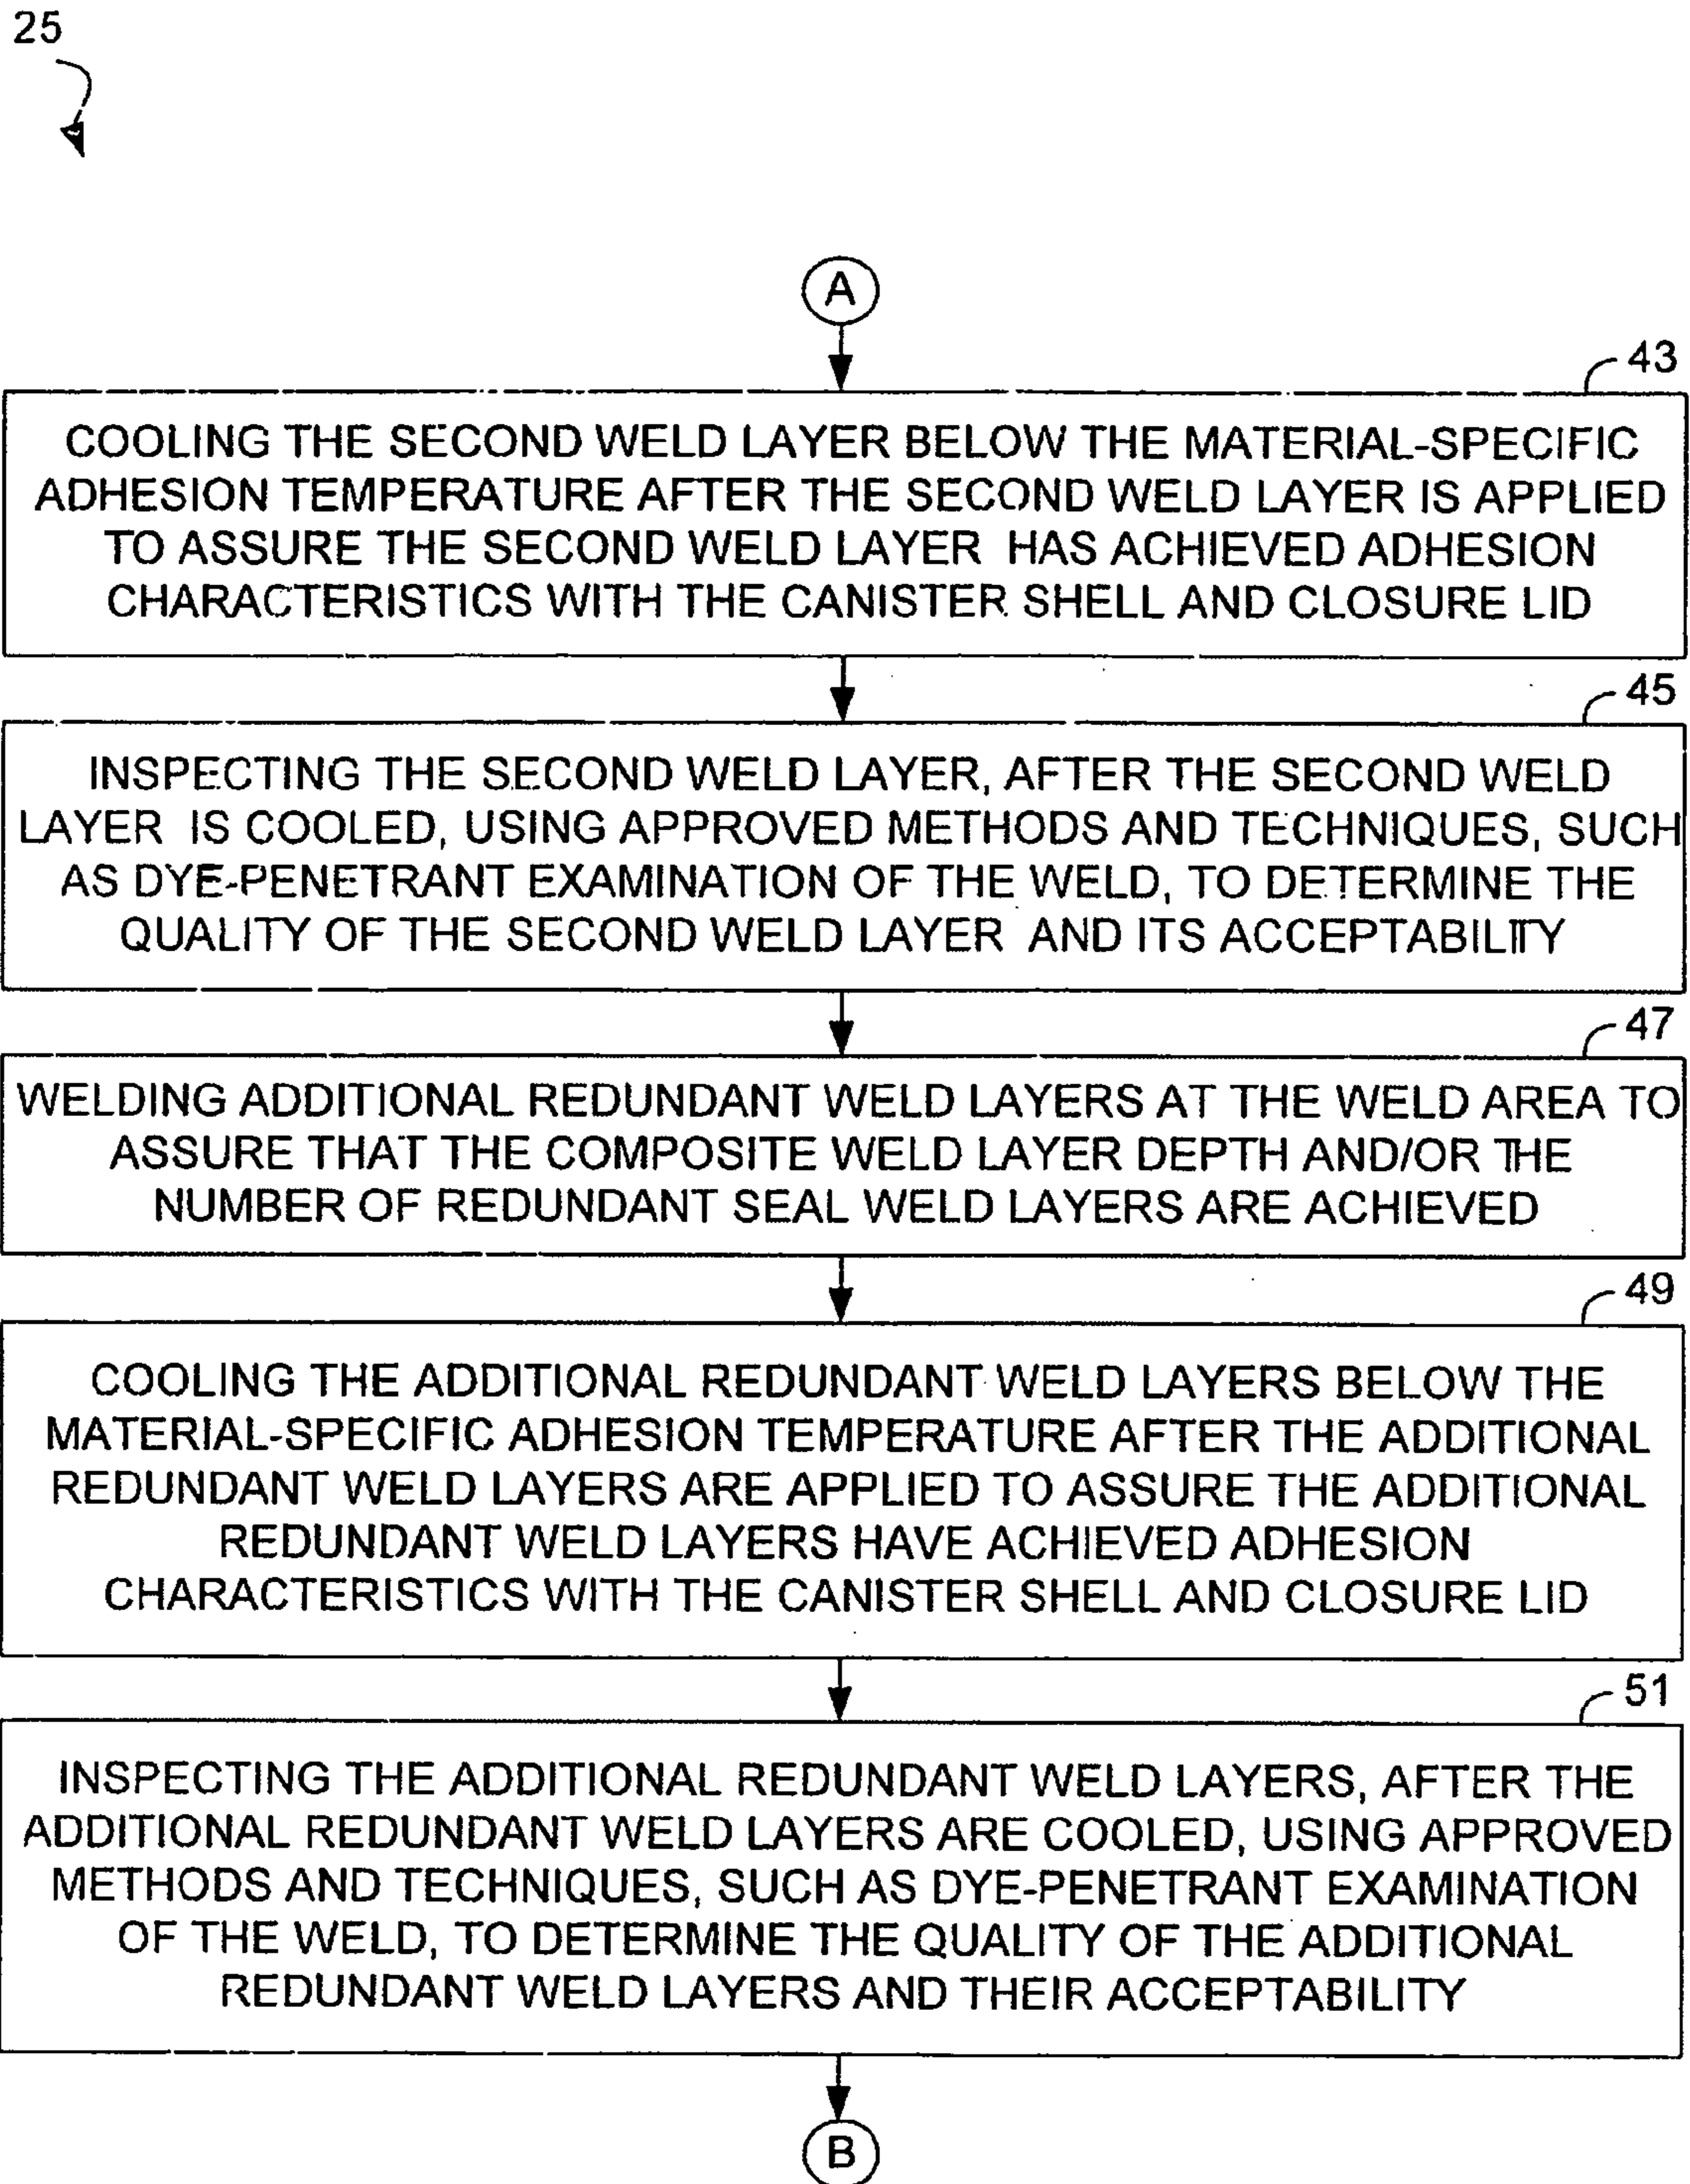 25
A
43
COOLING THE SECOND WELD LAYER BELOW THE MATERIAL-SPECIFIC
ADHESION TEMPERATURE AFTER THE SECOND WELD LAYER IS APPLIED
TO ASSURE THE SECOND WELD LAYER HAS ACHIEVED ADHESION
CHARACTERISTICS WITH THE CANISTER SHELL AND CLOSURE LID
45
INSPECTING THE SECOND WELD LAYER, AFTER THE SECOND WELD
LAYER IS COOLED, USING APPROVED METHODS AND TECHNIQUES, SUCH
AS DYE-PENETRANT EXAMINATION OF THE WELD, TO DETERMINE THE
QUALITY OF THE SECOND WELD LAYER AND ITS ACCEPTABILITY
47
WELDING ADDITIONAL REDUNDANT WELD LAYERS AT THE WELD AREA TO
ASSURE THAT THE COMPOSITE WELD LAYER DEPTH AND/OR THE
NUMBER OF REDUNDANT SEAL WELD LAYERS ARE ACHIEVED
49
COOLING THE ADDITIONAL REDUNDANT WELD LAYERS BELOW THE
MATERIAL-SPECIFIC ADHESION TEMPERATURE AFTER THE ADDITIONAL
REDUNDANT WELD LAYERS ARE APPLIED TO ASSURE THE ADDITIONAL
REDUNDANT WELD LAYERS HAVE ACHIEVED ADHESION
CHARACTERISTICS WITH THE CANISTER SHELL AND CLOSURE LID
51
INSPECTING THE ADDITIONAL REDUNDANT WELD LAYERS, AFTER THE
ADDITIONAL REDUNDANT WELD LAYERS ARE COOLED, USING APPROVED
METHODS AND TECHNIQUES, SUCH AS DYE-PENETRANT EXAMINATION
OF THE WELD, TO DETERMINE THE QUALITY OF THE ADDITIONAL
REDUNDANT WELD LAYERS AND THEIR ACCEPTABILITY
B